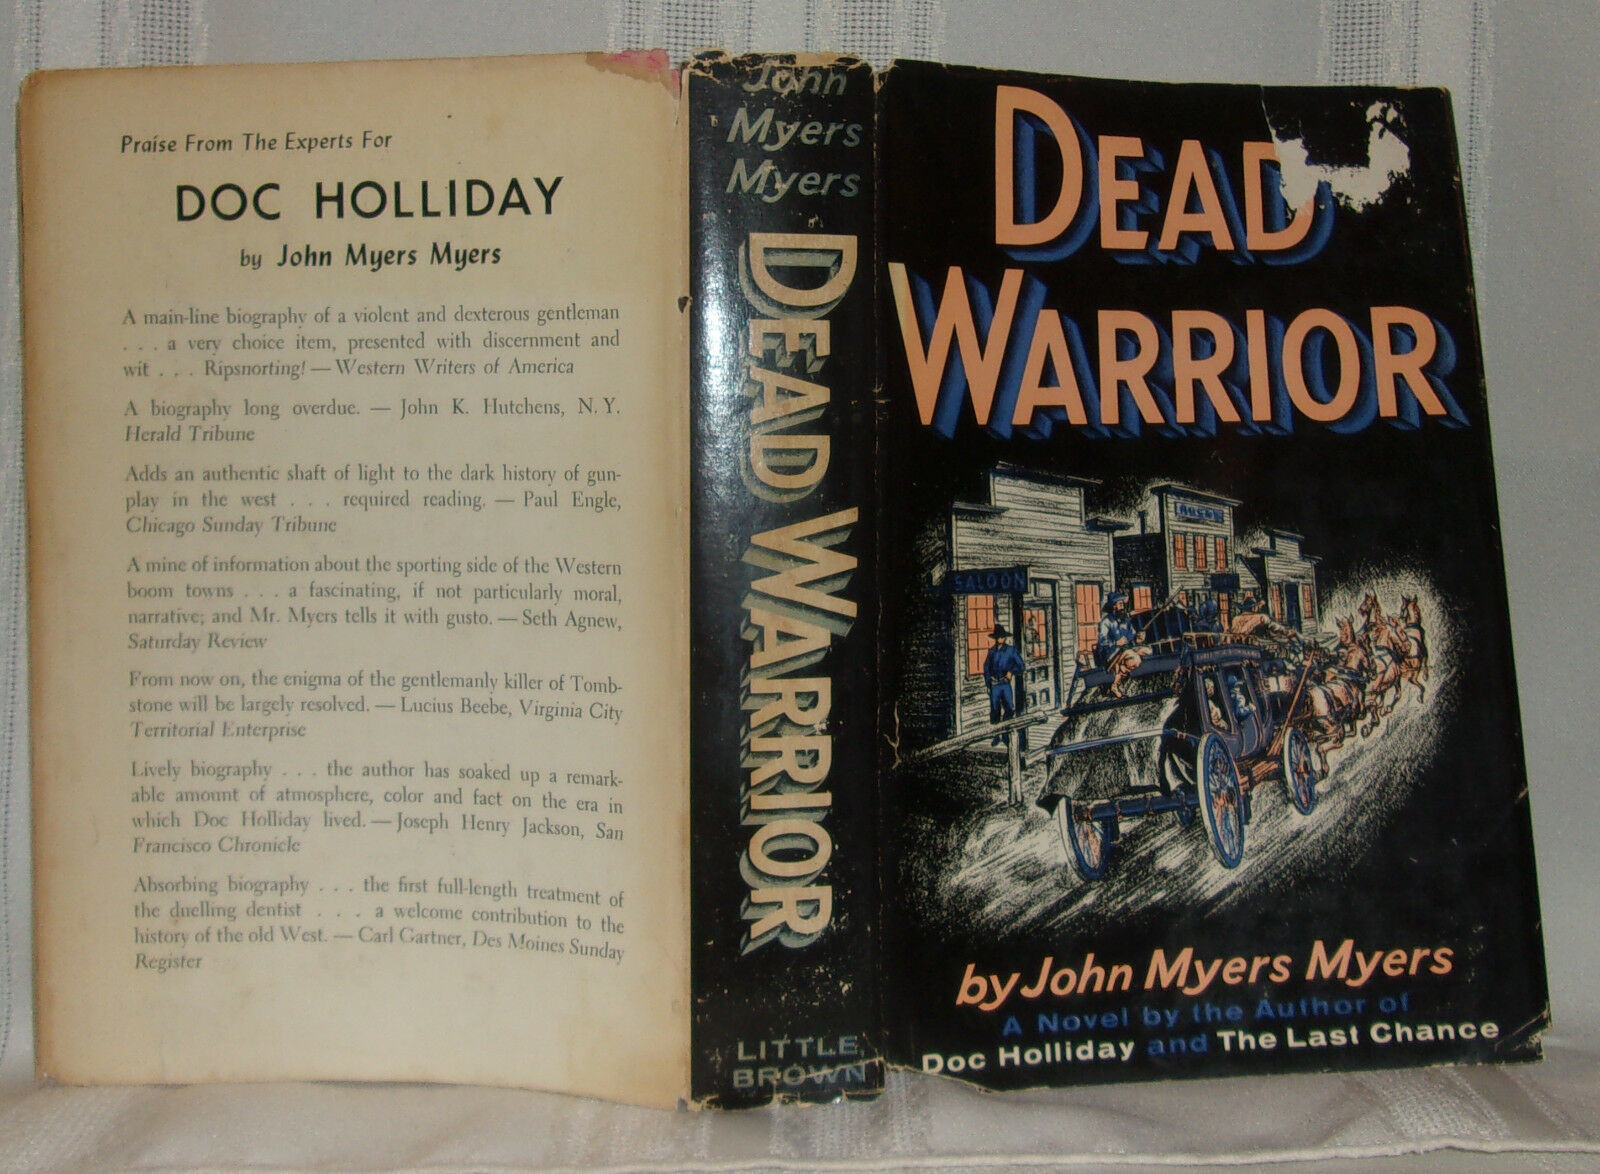 Praise From The Experts For
DOC HOLLIDAY
by John Myers Myers
A main-line biography of a violent and dexterous gentleman
. . . a very choice item, presented with discernment and
wit . . . Ripsnorting! — Western Writers of America
A biography long overdue. — John K. Hutchens, N. Y.
Herald Tribune
Adds an authentic shaft of light to the dark history of gun-
play in the west . . . required reading. — Paul Engle,
Chicago Sunday Tribune
A mine of information about the sporting side of the Western
boom towns . . . a fascinating, if not particularly moral,
narrative; and Mr. Myers tells it with gusto. — Seth Agnew,
Saturday Review
From now on, the enigma of the gentlemanly killer of Tomb-
stone will be largely resolved. — Lucius Beebe, Virginia City
Territorial Enterprise
Lively biography . . . the author has soaked up a remark-
able amount of atmosphere, color and fact on the era in
which Doc Holliday lived. — Joseph Henry Jackson, San
Francisco Chronicle
Absorbing biography . . . the first full-length treatment of
the duelling dentist . . . a welcome contribution to the
history of the old West. — Carl Gartner, Des Moines Sunday
Register
John
Myers
Myers
DEAD WARRIOR
LITTLE,
BROWN
DEAD
WARRIOR
SALOON
by John Myers Myers
A Novel by the Author of
Doc Holliday and The Last Chance